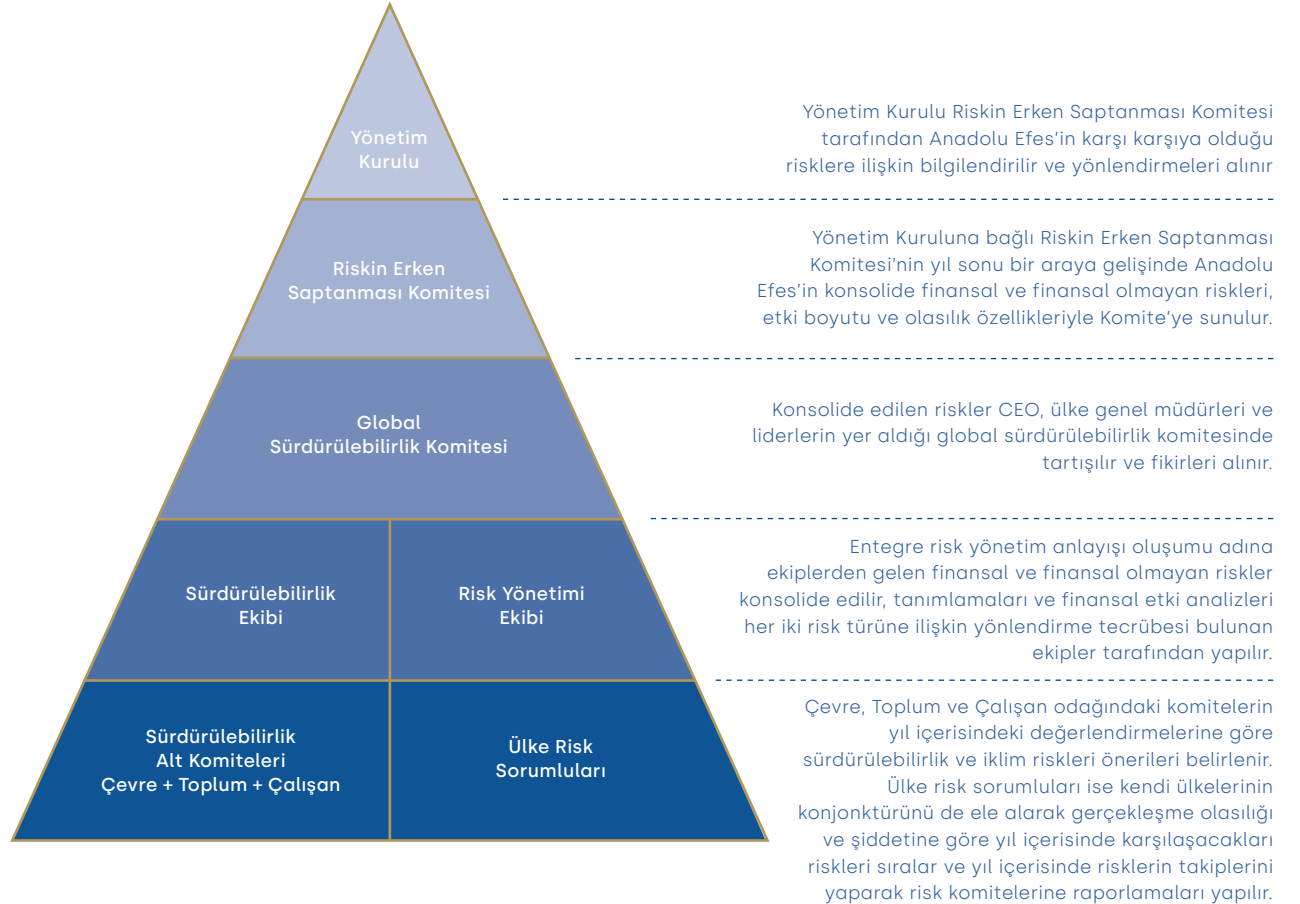 Yönetim
Kurulu
Yönetim Kurulu Riskin Erken Saptanması Komitesi
tarafından Anadolu Efes’in karşı karşıya olduğu
risklere ilişkin bilgilendirilir ve yönlendirmeleri alınır
Riskin Erken
Saptanması Komitesi
Yönetim Kuruluna bağlı Riskin Erken Saptanması
Komitesi’nin yıl sonu bir araya gelişinde Anadolu
Efes’in konsolide finansal ve finansal olmayan riskleri,
etki boyutu ve olasılık özellikleriyle Komite’ye sunulur.
Global
Sürdürülebilirlik Komitesi
Konsolide edilen riskler CEO, ülke genel müdürleri ve
liderlerin yer aldığı global sürdürülebilirlik komitesinde
tartışılır ve fikirleri alınır.
Sürdürülebilirlik
Ekibi
Risk Yönetimi
Ekibi
Entegre risk yönetim anlayışı oluşumu adına
ekiplerden gelen finansal ve finansal olmayan riskler
konsolide edilir, tanımlamaları ve finansal etki analizleri
her iki risk türüne ilişkin yönlendirme tecrübesi bulunan
ekipler tarafından yapılır.
Sürdürülebilirlik
Alt Komiteleri
Çevre + Toplum + Çalışan
Ülke Risk
Sorumluları
Çevre, Toplum ve Çalışan odağındaki komitelerin
yıl içerisindeki değerlendirmelerine göre
sürdürülebilirlik ve iklim riskleri önerileri belirlenir.
Ülke risk sorumluları ise kendi ülkelerinin
konjonktürünü de ele alarak gerçekleşme olasılığı
ve şiddetine göre yıl içerisinde karşılaşacakları
riskleri sıralar ve yıl içerisinde risklerin takiplerini
yaparak risk komitelerine raporlamaları yapılır.